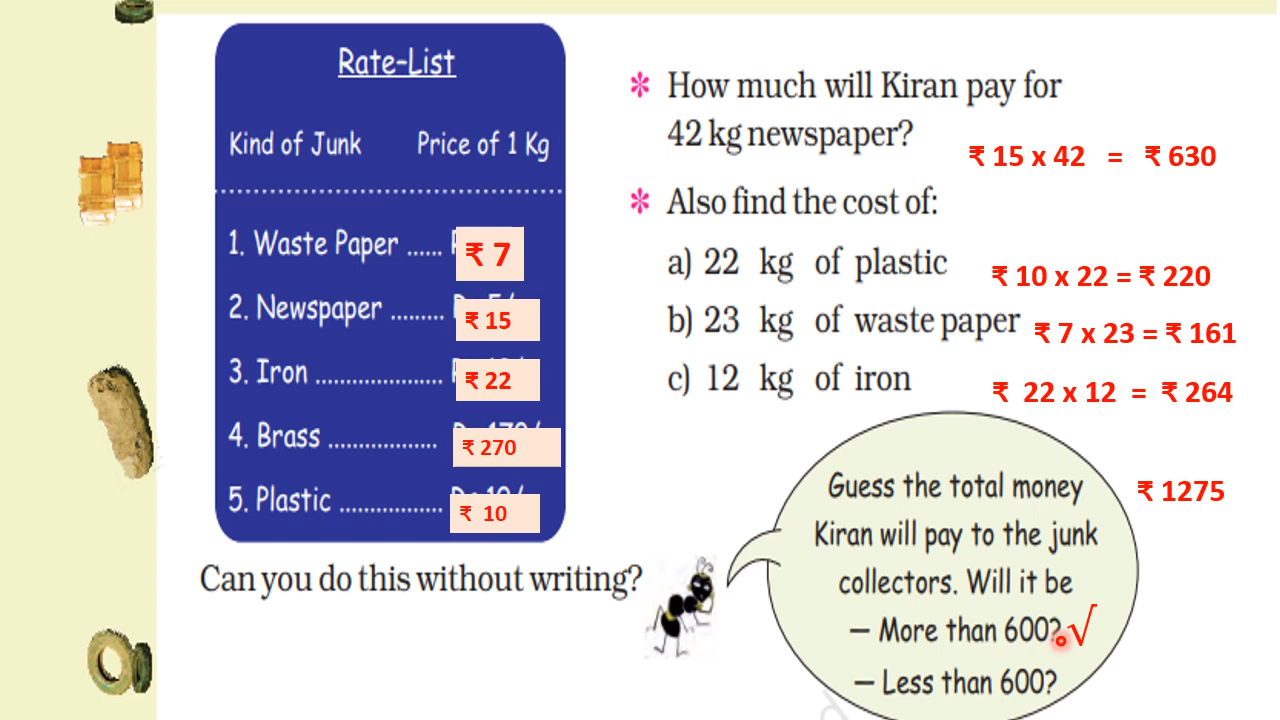 Rate-List
Kind of Junk Price of 1 Kg
1. Waste Paper ...... ₹ 7
2. Newspaper ......... ₹ 15
3. Iron ..................... ₹ 22
4. Brass .................. ₹ 270
5. Plastic ................. ₹ 10
* How much will Kiran pay for
42 kg newspaper?
₹ 15 x 42 = ₹ 630
* Also find the cost of:
a) 22 kg of plastic ₹ 10 x 22 = ₹ 220
b) 23 kg of waste paper ₹ 7 x 23 = ₹ 161
c) 12 kg of iron ₹ 22 x 12 = ₹ 264
Can you do this without writing?
Guess the total money
Kiran will pay to the junk
collectors. Will it be
– More than 600? √
– Less than 600?
₹ 1275